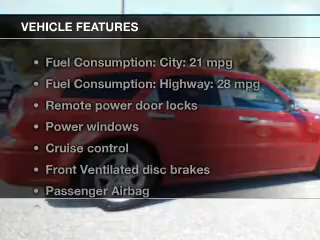 VEHICLE FEATURES
• Fuel Consumption: City: 21 mpg
• Fuel Consumption: Highway: 28 mpg
• Remote power door locks
• Power windows
• Cruise control
• Front Ventilated disc brakes
• Passenger Airbag